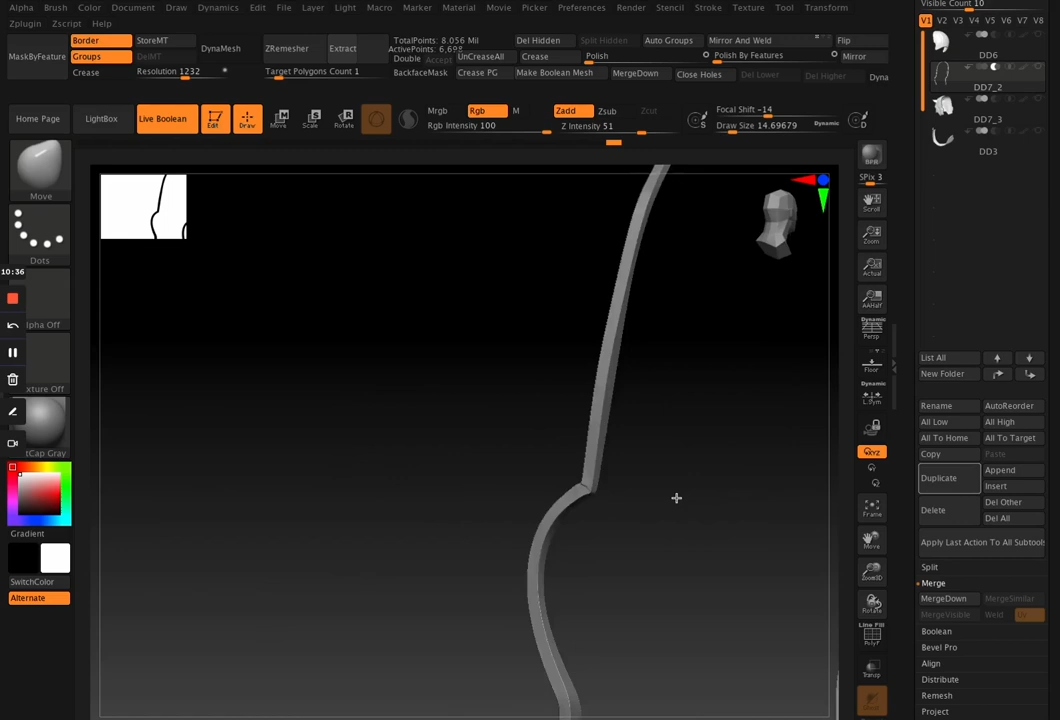 Alpha Brush Color Document Draw Dynamics Edit File Layer Light Macro Marker Material Movie Picker Preferences Render Stencil Stroke Texture Tool Transform
Zplugin Zscript Help
MaskByFeature
Border
Groups
Crease
StoreMT
DelMT
Resolution 1232
DynaMesh
ZRemesher
Extract
Target Polygons Count 1
TotalPoints: 8.056 Mil
ActivePoints: 6,698
Double
Accept
BackfaceMask
Del Hidden
Split Hidden
Auto Groups
Mirror And Weld
Flip
UnCreaseAll
Crease
Polish
Polish By Features
Mirror
Crease PG
Make Boolean Mesh
MergeDown
Close Holes
Del Lower
Del Higher
Dyna
Home Page
LightBox
Live Boolean
Edit
Draw
Move
Scale
Rotate
Mrgb
Rgb
M
Rgb Intensity 100
Zadd
Zsub
Zcut
Z Intensity 51
S
Focal Shift -14
Draw Size 14.69679
Dynamic
D
Move
Dots
10:36
lpha Off
xture Off
tCap Gray
Gradient
SwitchColor
Alternate
BPR
SPix 3
Scroll
Zoom
Actual
AAHalf
Dynamic
Persp
Floor
Dynamic
L.Sym
Frame
Move
Zoom3D
Rotate
Line Fill
PolyF
Transp
Visible Count 10
V1 V2 V3 V4 V5 V6 V7 V8
DD6
DD7_2
DD7_3
DD3
List All
New Folder
Rename
AutoReorder
All Low
All High
All To Home
All To Target
Copy
Paste
Duplicate
Append
Insert
Delete
Del Other
Del All
Apply Last Action To All Subtools
Split
Merge
MergeDown
MergeSimilar
MergeVisible
Weld
Uv
Boolean
Bevel Pro
Align
Distribute
Remesh
Project